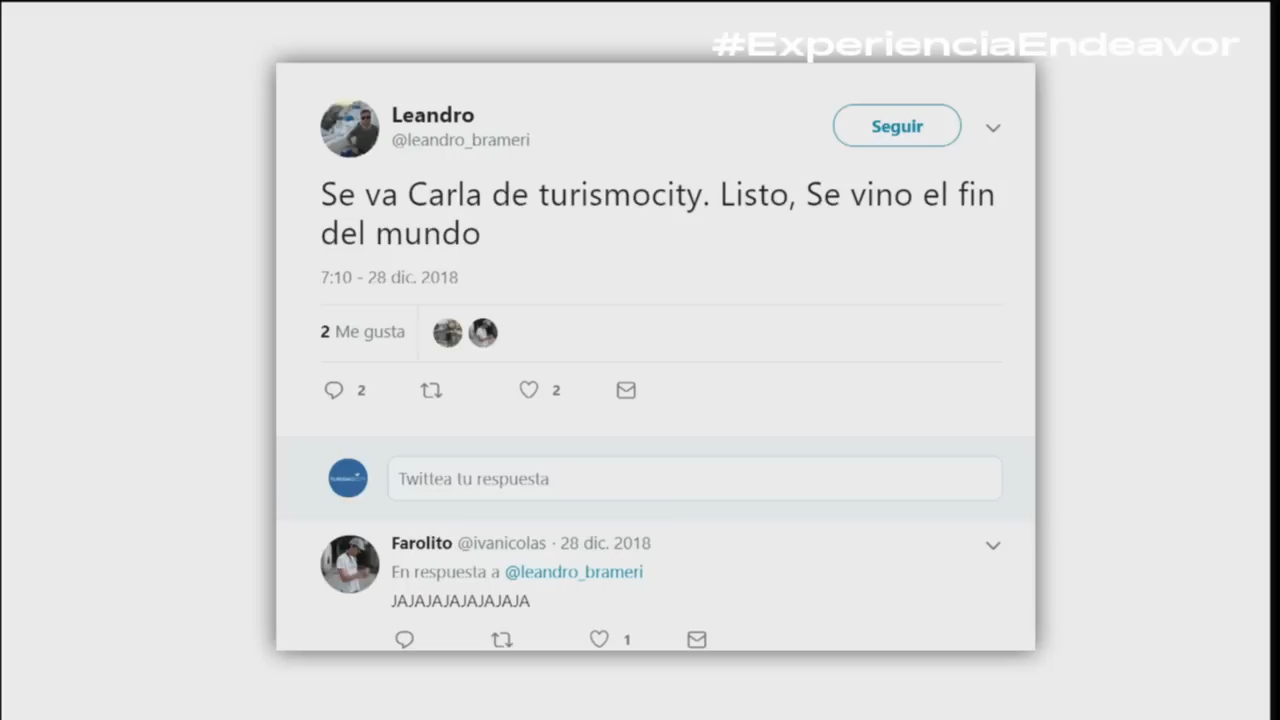 #ExperienciaEndeavor
Leandro
@leandro_brameri
Seguir
Se va Carla de turismocity. Listo, Se vino el fin
del mundo
7:10 - 28 dic. 2018
2 Me gusta
2
2
Twittea tu respuesta
Farolito @ivanicolas · 28 dic. 2018
En respuesta a @leandro_brameri
JAJAJAJAJAJAJAJA
1